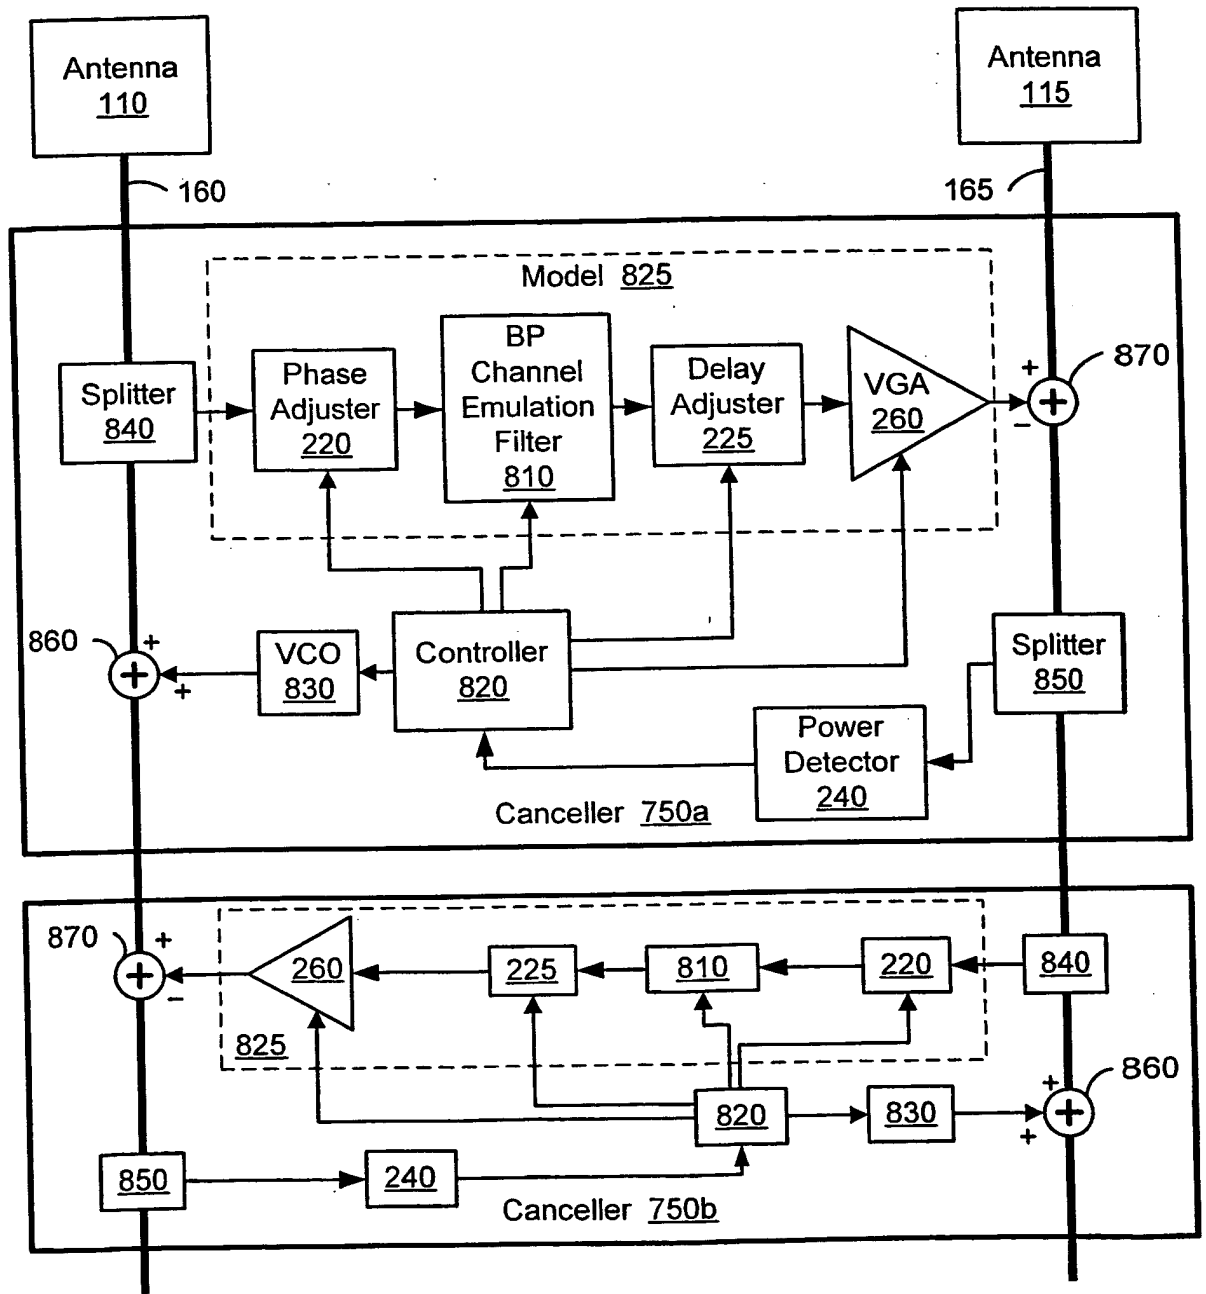 Antenna
110
Antenna
115
160
165
Model 825
BP
Channel
Emulation
Filter
810
Phase
Adjuster
220
Delay
Adjuster
225
VGA
260
Splitter
840
+
870
+
−
860
+
+
+
VCO
830
Controller
820
Splitter
850
Power
Detector
240
Canceller 750a
870
+
+
−
260
225
810
220
840
825
820
830
+
+
+
860
850
240
Canceller 750b